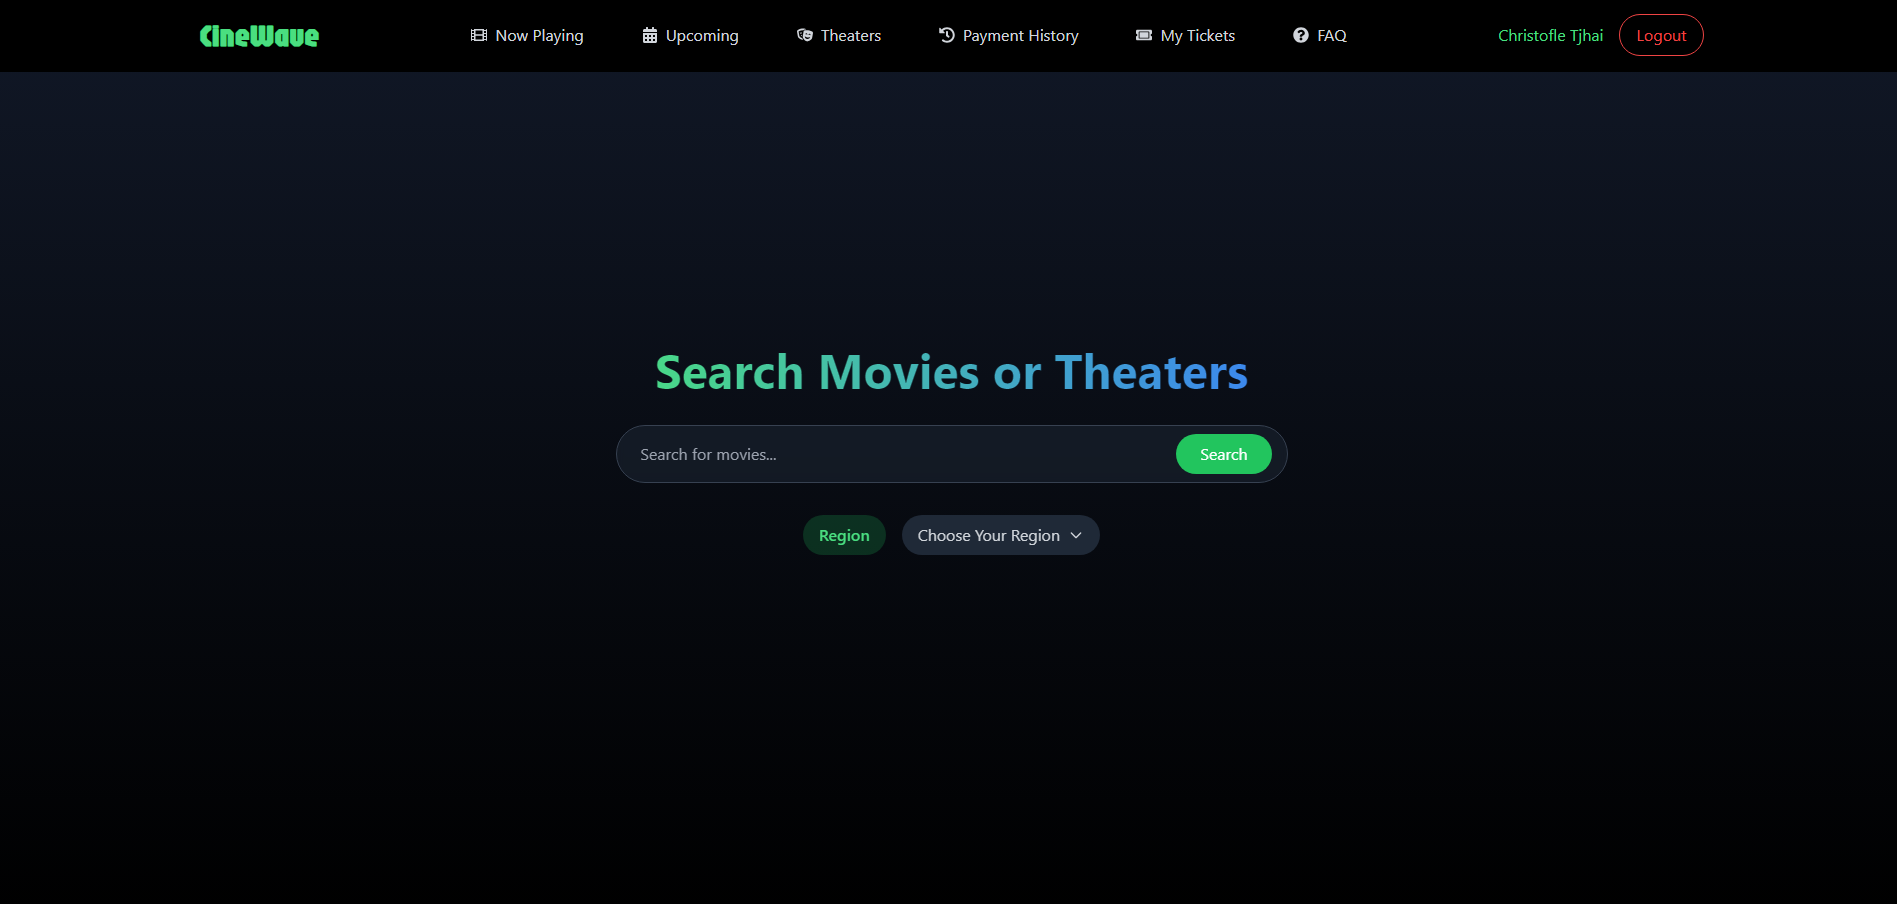 CineWave
Now Playing
Upcoming
Theaters
Payment History
My Tickets
FAQ
Christofle Tjhai
Logout
Search Movies or Theaters
Search for movies...
Search
Region
Choose Your Region